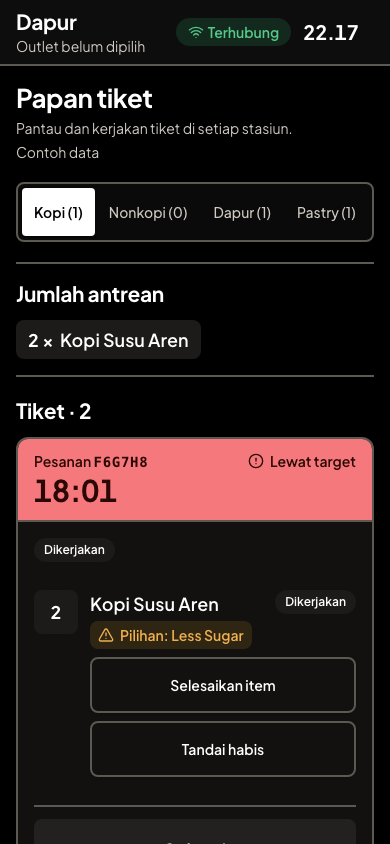 Dapur
Outlet belum dipilih
Terhubung
22.17
Papan tiket
Pantau dan kerjakan tiket di setiap stasiun.
Contoh data
Kopi (1)
Nonkopi (0)
Dapur (1)
Pastry (1)
Jumlah antrean
2 × Kopi Susu Aren
Tiket · 2
Pesanan F6G7H8
Lewat target
18:01
Dikerjakan
2
Kopi Susu Aren
Dikerjakan
Pilihan: Less Sugar
Selesaikan item
Tandai habis